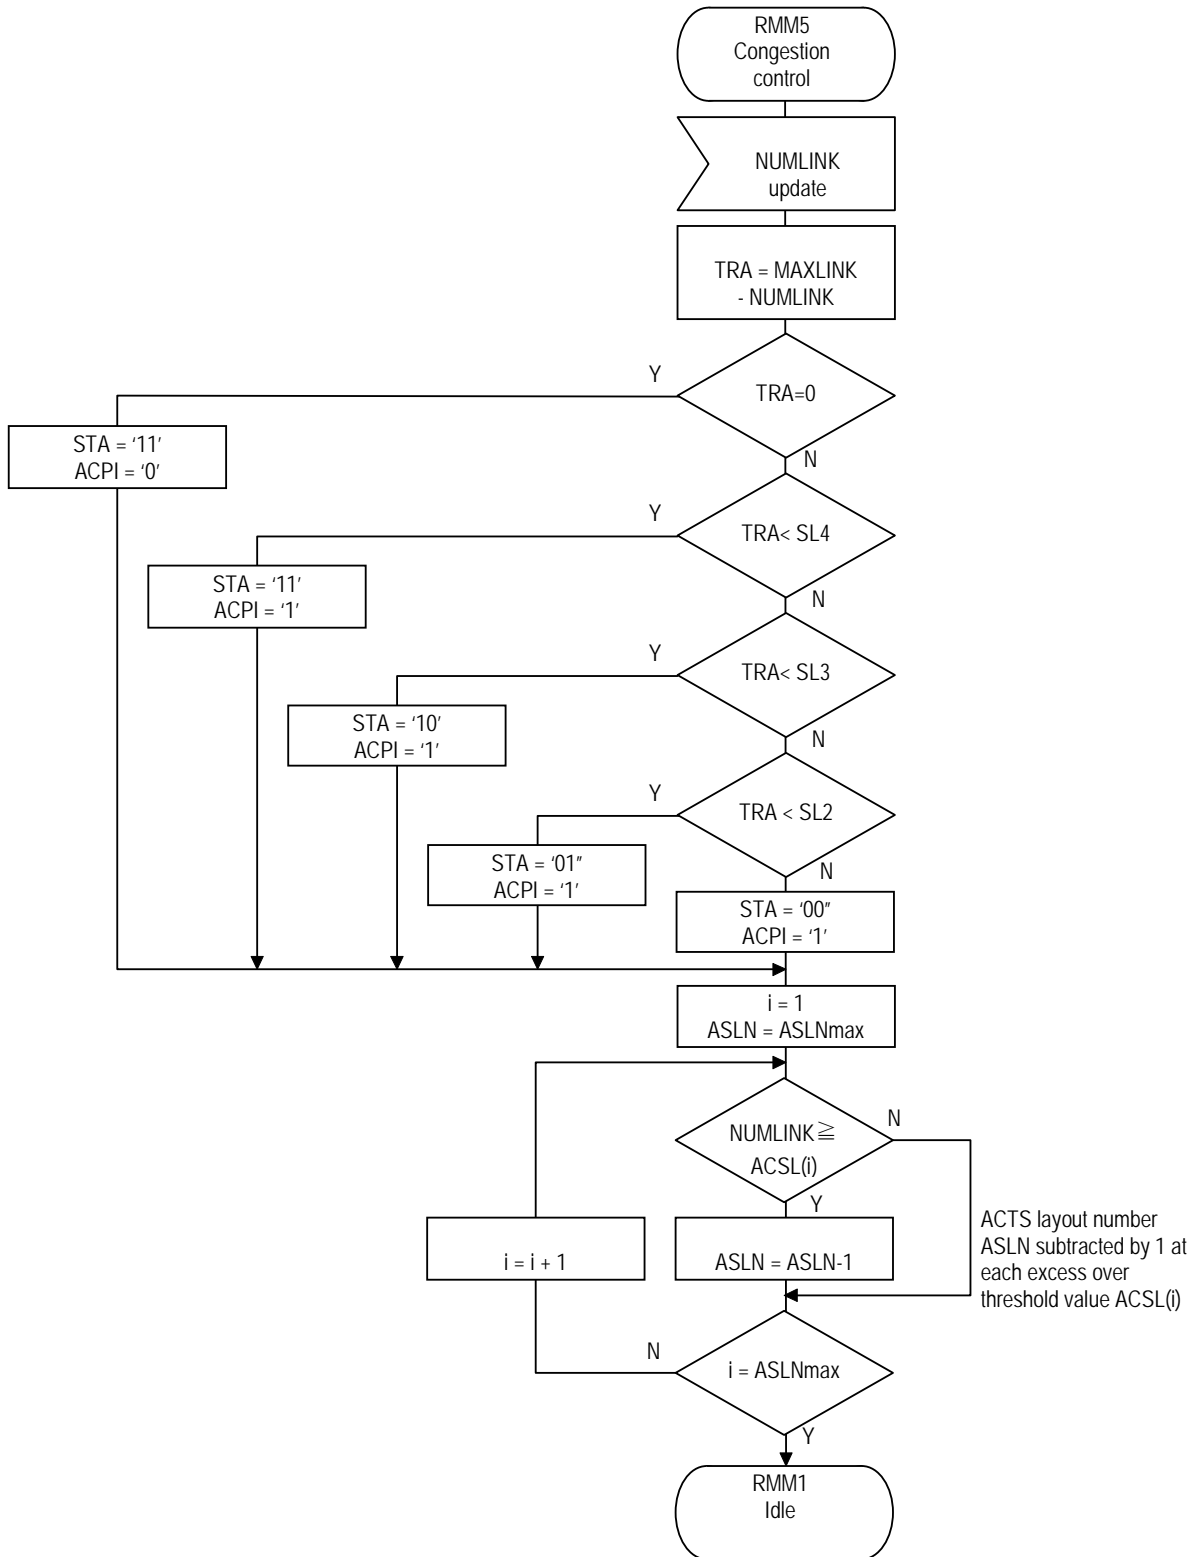 RMM5
Congestion
control
NUMLINK
update
TRA = MAXLINK
- NUMLINK
Y
TRA=0
N
STA = ‘11’
ACPI = ‘0’
Y
TRA< SL4
N
STA = ‘11’
ACPI = ‘1’
Y
TRA< SL3
N
STA = ‘10’
ACPI = ‘1’
Y
TRA < SL2
N
STA = ‘01”
ACPI = ‘1’
STA = ‘00”
ACPI = ‘1’
i = 1
ASLN = ASLNmax
NUMLINK≧
ACSL(i)
N
Y
i = i + 1
ASLN = ASLN-1
ACTS layout number
ASLN subtracted by 1 at
each excess over
threshold value ACSL(i)
N
i = ASLNmax
Y
RMM1
Idle